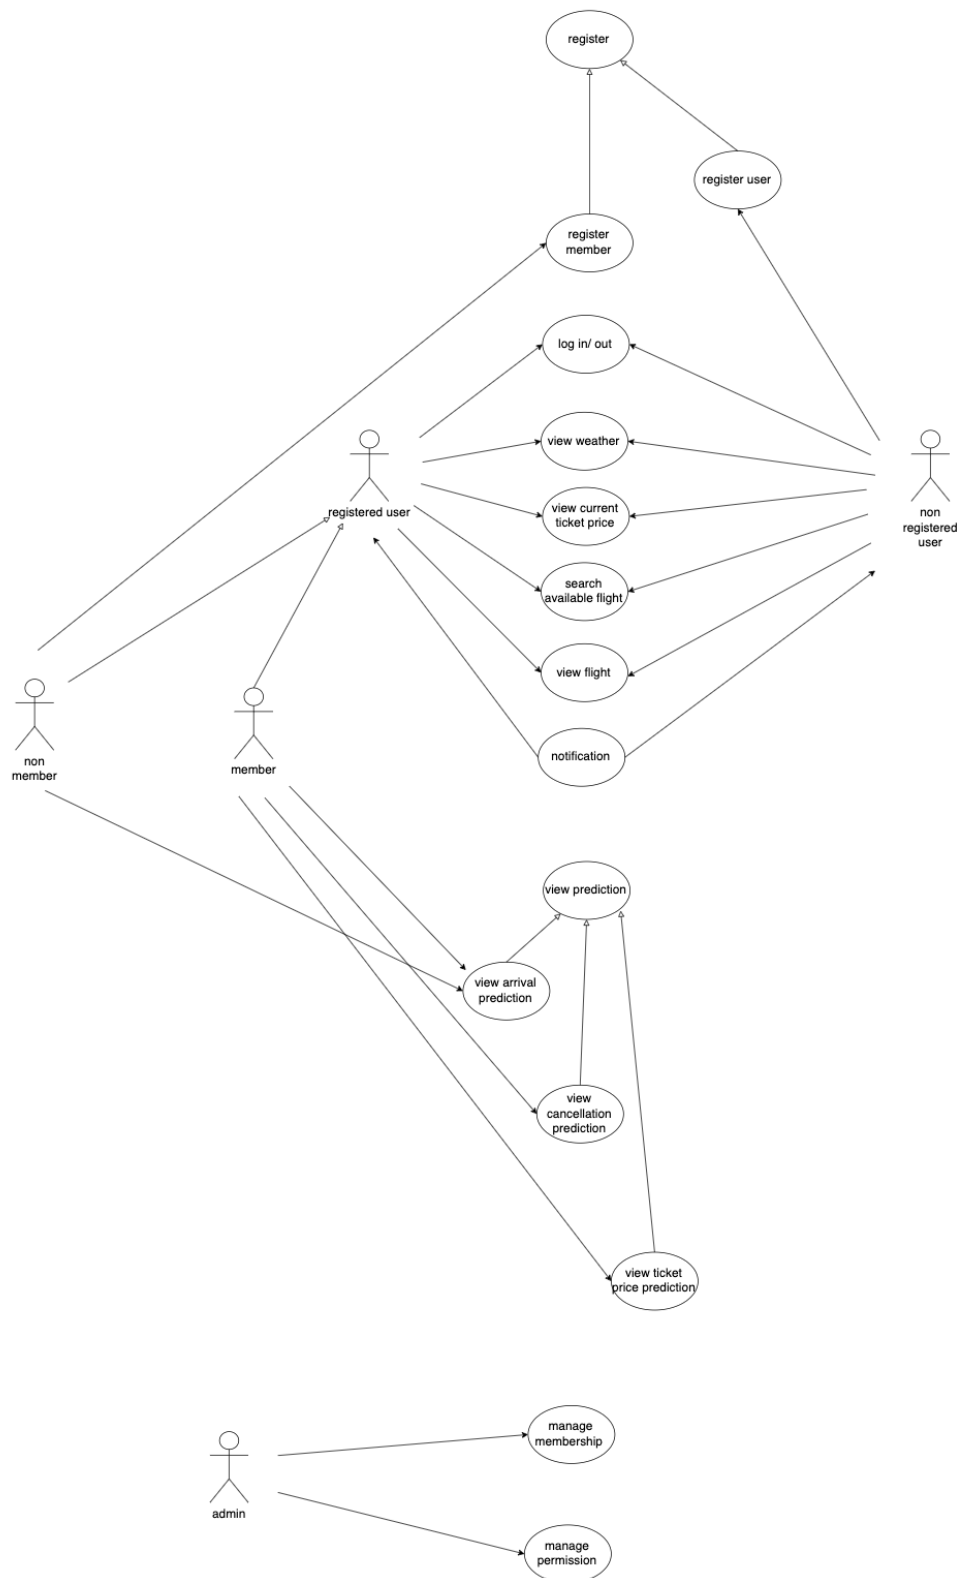 register
register user
register
member
log in/ out
view weather
registered user
view current
ticket price
non
registered
user
search
available flight
view flight
notification
non
member
member
view prediction
view arrival
prediction
view
cancellation
prediction
view ticket
price prediction
manage
membership
admin
manage
permission